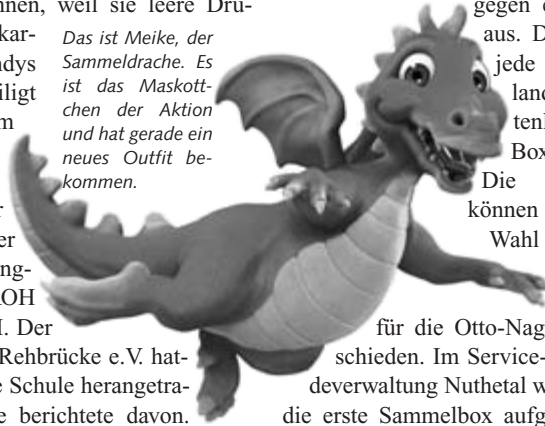 nnen, weil sie leere Dru-
kar-
ndys
iligt
m
r
er
ng-
ROH
I. Der
Rehbrücke e.V. hat-
e Schule herangetra-
e berichtete davon.
Das ist Meike, der
Sammeldrache. Es
ist das Maskott-
chen der Aktion
und hat gerade ein
neues Outfit be-
kommen.
gegen
aus. D
jede
land
tenl
Box
Die
können
Wahl
für die Otto-Nag
schieden. Im Service-
deverwaltung Nuthetal w
die erste Sammelbox aufg